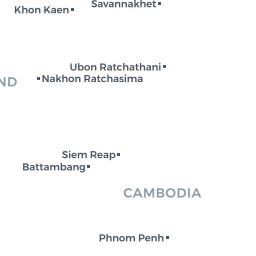 Savannakhet
Khon Kaen
Ubon Ratchathani
Nakhon Ratchasima
ND
Siem Reap
Battambang
CAMBODIA
Phnom Penh